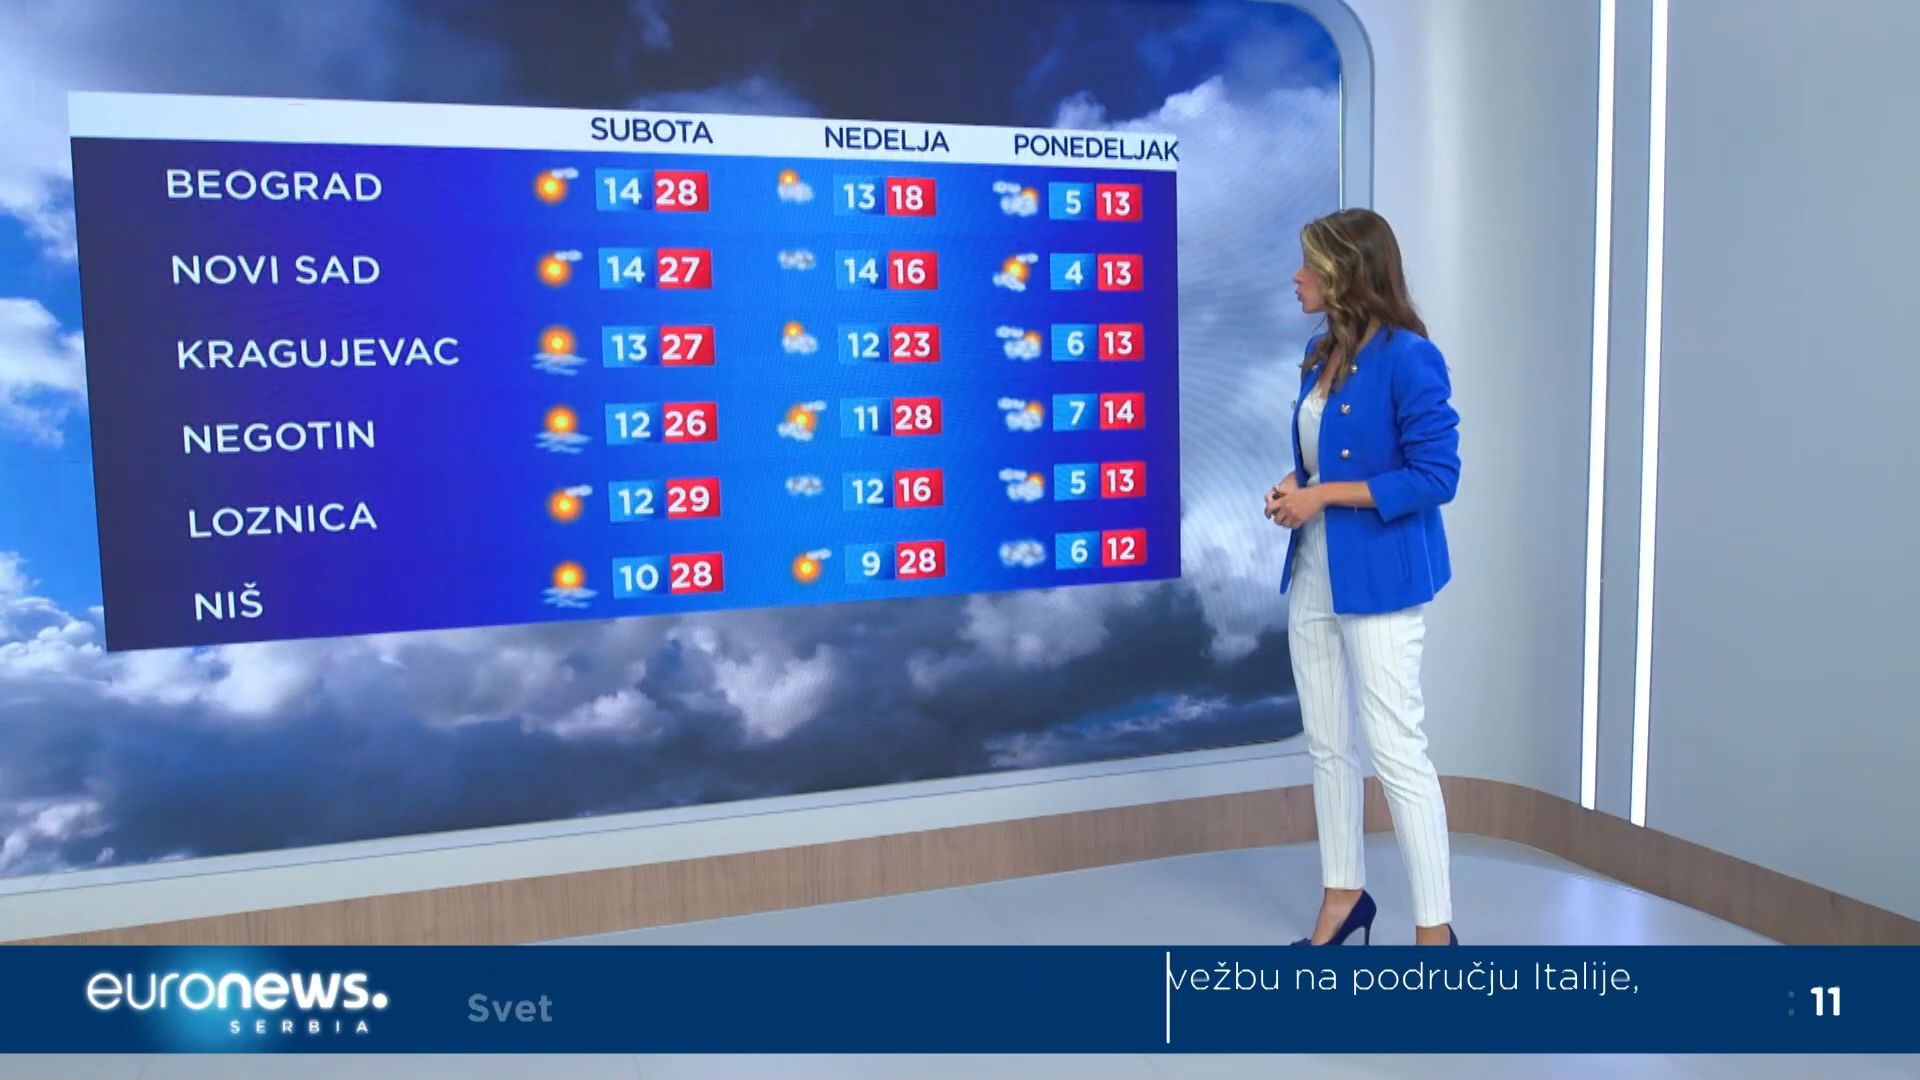 SUBOTA NEDELJA PONEDELJAK
BEOGRAD 14 28 13 18 5 13
NOVI SAD 14 27 14 16 4 13
KRAGUJEVAC 13 27 12 23 6 13
NEGOTIN 12 26 11 28 7 14
LOZNICA 12 29 12 16 5 13
NIŠ 10 28 9 28 6 12
euronews.
SERBIA
Svet
vežbu na području Italije,
: 11